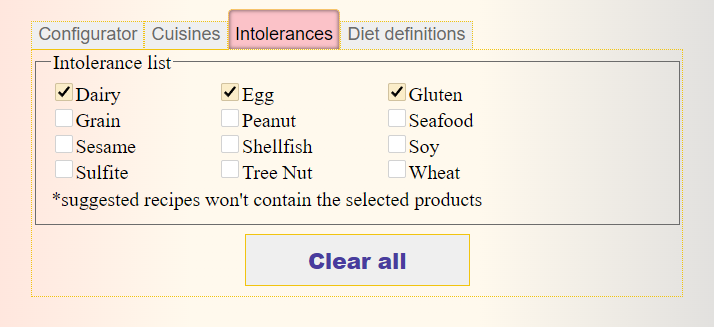 Configurator Cuisines Intolerances Diet definitions
Intolerance list
Dairy Egg Gluten
Grain Peanut Seafood
Sesame Shellfish Soy
Sulfite Tree Nut Wheat
*suggested recipes won't contain the selected products
Clear all